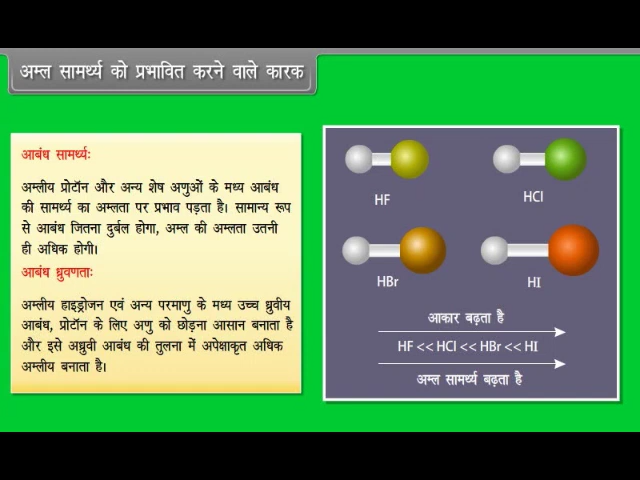 अम्ल सामर्थ्य को प्रभावित करने वाले कारक
आबंध सामर्थ्यः
अम्लीय प्रोटॉन और अन्य शेष अणुओं के मध्य आबंध
की सामर्थ्य का अम्लता पर प्रभाव पड़ता है। सामान्य रूप
से आबंध जितना दुर्बल होगा, अम्ल की अम्लता उतनी
ही अधिक होगी।
आबंध ध्रुवणताः
अम्लीय हाइड्रोजन एवं अन्य परमाणु के मध्य उच्च ध्रुवीय
आबंध, प्रोटॉन के लिए अणु को छोड़ना आसान बनाता है
और इसे अध्रुवी आबंध की तुलना में अपेक्षाकृत अधिक
अम्लीय बनाता है।
HF
HCl
HBr
HI
आकार बढ़ता है
HF << HCl << HBr << HI
अम्ल सामर्थ्य बढ़ता है